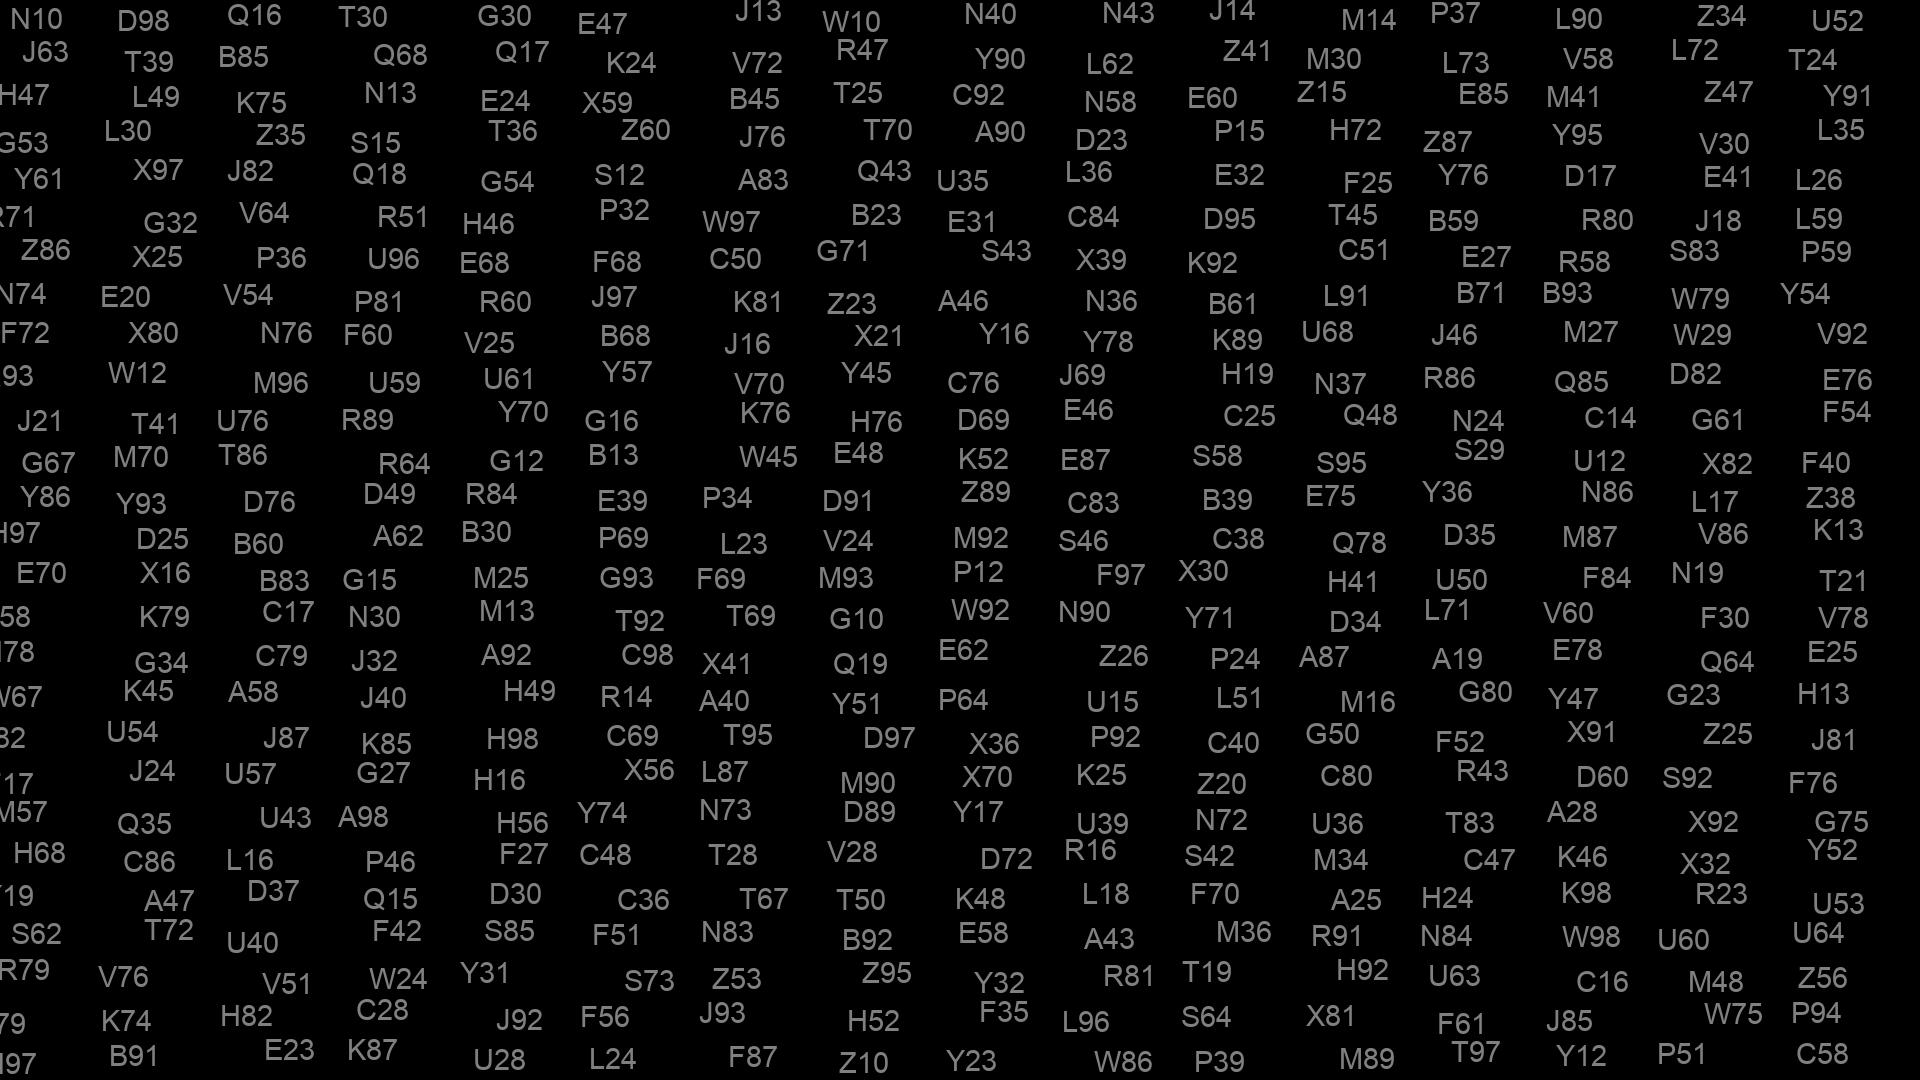 N10 D98 Q16 T30 G30 E47 J13 W10 N40 N43 J14 M14 P37 L90 Z34 U52
J63 T39 B85 Q68 Q17 K24 V72 R47 Y90 L62 Z41 M30 L73 V58 L72 T24
H47 L49 K75 N13 E24 X59 B45 T25 C92 N58 E60 Z15 E85 M41 Z47 Y91
G53 L30 Z35 S15 T36 Z60 J76 T70 A90 D23 P15 H72 Z87 Y95 V30 L35
Y61 X97 J82 Q18 G54 S12 A83 Q43 U35 L36 E32 F25 Y76 D17 E41 L26
R71 G32 V64 R51 H46 P32 W97 B23 E31 C84 D95 T45 B59 R80 J18 L59
Z86 X25 P36 U96 E68 F68 C50 G71 S43 X39 K92 C51 E27 R58 S83 P59
N74 E20 V54 P81 R60 J97 K81 Z23 A46 N36 B61 L91 B71 B93 W79 Y54
F72 X80 N76 F60 V25 B68 J16 X21 Y16 Y78 K89 U68 J46 M27 W29 V92
93 W12 M96 U59 U61 Y57 V70 Y45 C76 J69 H19 N37 R86 Q85 D82 E76
J21 T41 U76 R89 Y70 G16 K76 H76 D69 E46 C25 Q48 N24 C14 G61 F54
G67 M70 T86 R64 G12 B13 W45 E48 K52 E87 S58 S95 S29 U12 X82 F40
Y86 Y93 D76 D49 R84 E39 P34 D91 Z89 C83 B39 E75 Y36 N86 L17 Z38
H97 D25 B60 A62 B30 P69 L23 V24 M92 S46 C38 Q78 D35 M87 V86 K13
E70 X16 B83 G15 M25 G93 F69 M93 P12 F97 X30 H41 U50 F84 N19 T21
58 K79 C17 N30 M13 T92 T69 G10 W92 N90 Y71 D34 L71 V60 F30 V78
78 G34 C79 J32 A92 C98 X41 Q19 E62 Z26 P24 A87 A19 E78 Q64 E25
W67 K45 A58 J40 H49 R14 A40 Y51 P64 U15 L51 M16 G80 Y47 G23 H13
82 U54 J87 K85 H98 C69 T95 D97 X36 P92 C40 G50 F52 X91 Z25 J81
17 J24 U57 G27 H16 X56 L87 M90 X70 K25 Z20 C80 R43 D60 S92 F76
M57 Q35 U43 A98 H56 Y74 N73 D89 Y17 U39 N72 U36 T83 A28 X92 G75
H68 C86 L16 P46 F27 C48 T28 V28 D72 R16 S42 M34 C47 K46 X32 Y52
19 A47 D37 Q15 D30 C36 T67 T50 K48 L18 F70 A25 H24 K98 R23 U53
S62 T72 U40 F42 S85 F51 N83 B92 E58 A43 M36 R91 N84 W98 U60 U64
R79 V76 V51 W24 Y31 S73 Z53 Z95 Y32 R81 T19 H92 U63 C16 M48 Z56
79 K74 H82 C28 J92 F56 J93 H52 F35 L96 S64 X81 F61 J85 W75 P94
97 B91 E23 K87 U28 L24 F87 Z10 Y23 W86 P39 M89 T97 Y12 P51 C58